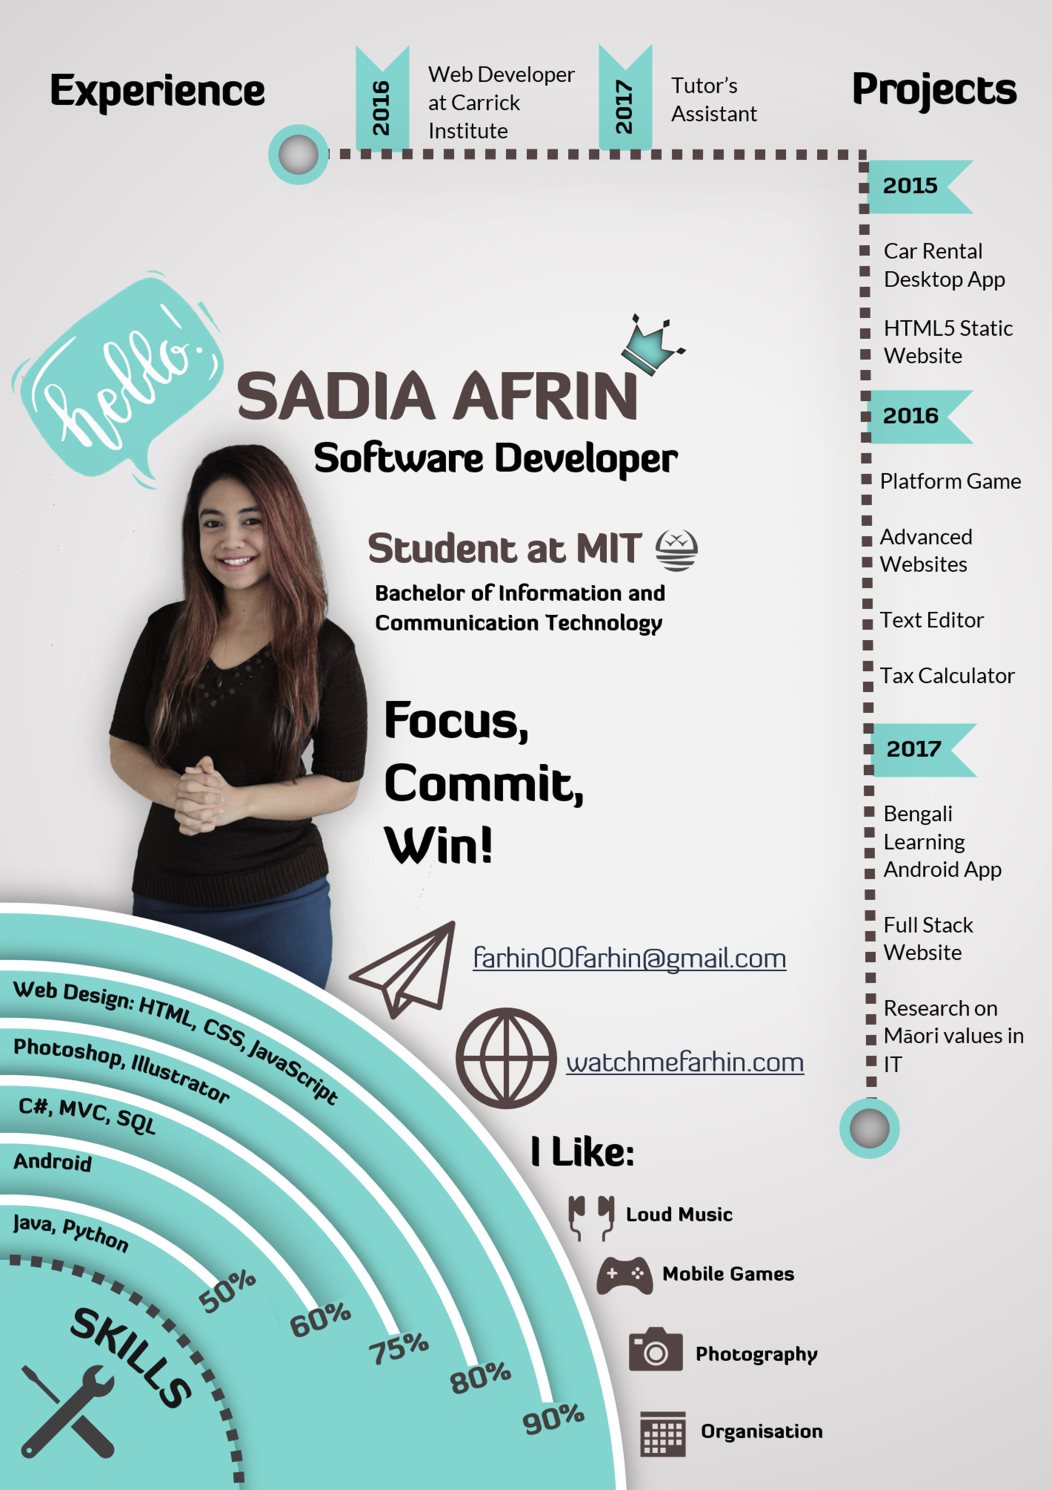 Experience
2016
Web Developer
at Carrick
Institute
2017
Tutor's
Assistant
Projects
2015
Car Rental
Desktop App
HTML5 Static
Website
2016
Platform Game
Advanced
Websites
Text Editor
Tax Calculator
2017
Bengali
Learning
Android App
Full Stack
Website
Research on
Māori values in
IT
hello!
SADIA AFRIN
Software Developer
Student at MIT
Bachelor of Information and
Communication Technology
Focus,
Commit,
Win!
farhin00farhin@gmail.com
watchmefarhin.com
I Like:
Loud Music
Mobile Games
Photography
Organisation
Web Design: HTML, CSS, JavaScript
90%
Photoshop, Illustrator
80%
C#, MVC, SQL
75%
Android
60%
Java, Python
50%
SKILLS